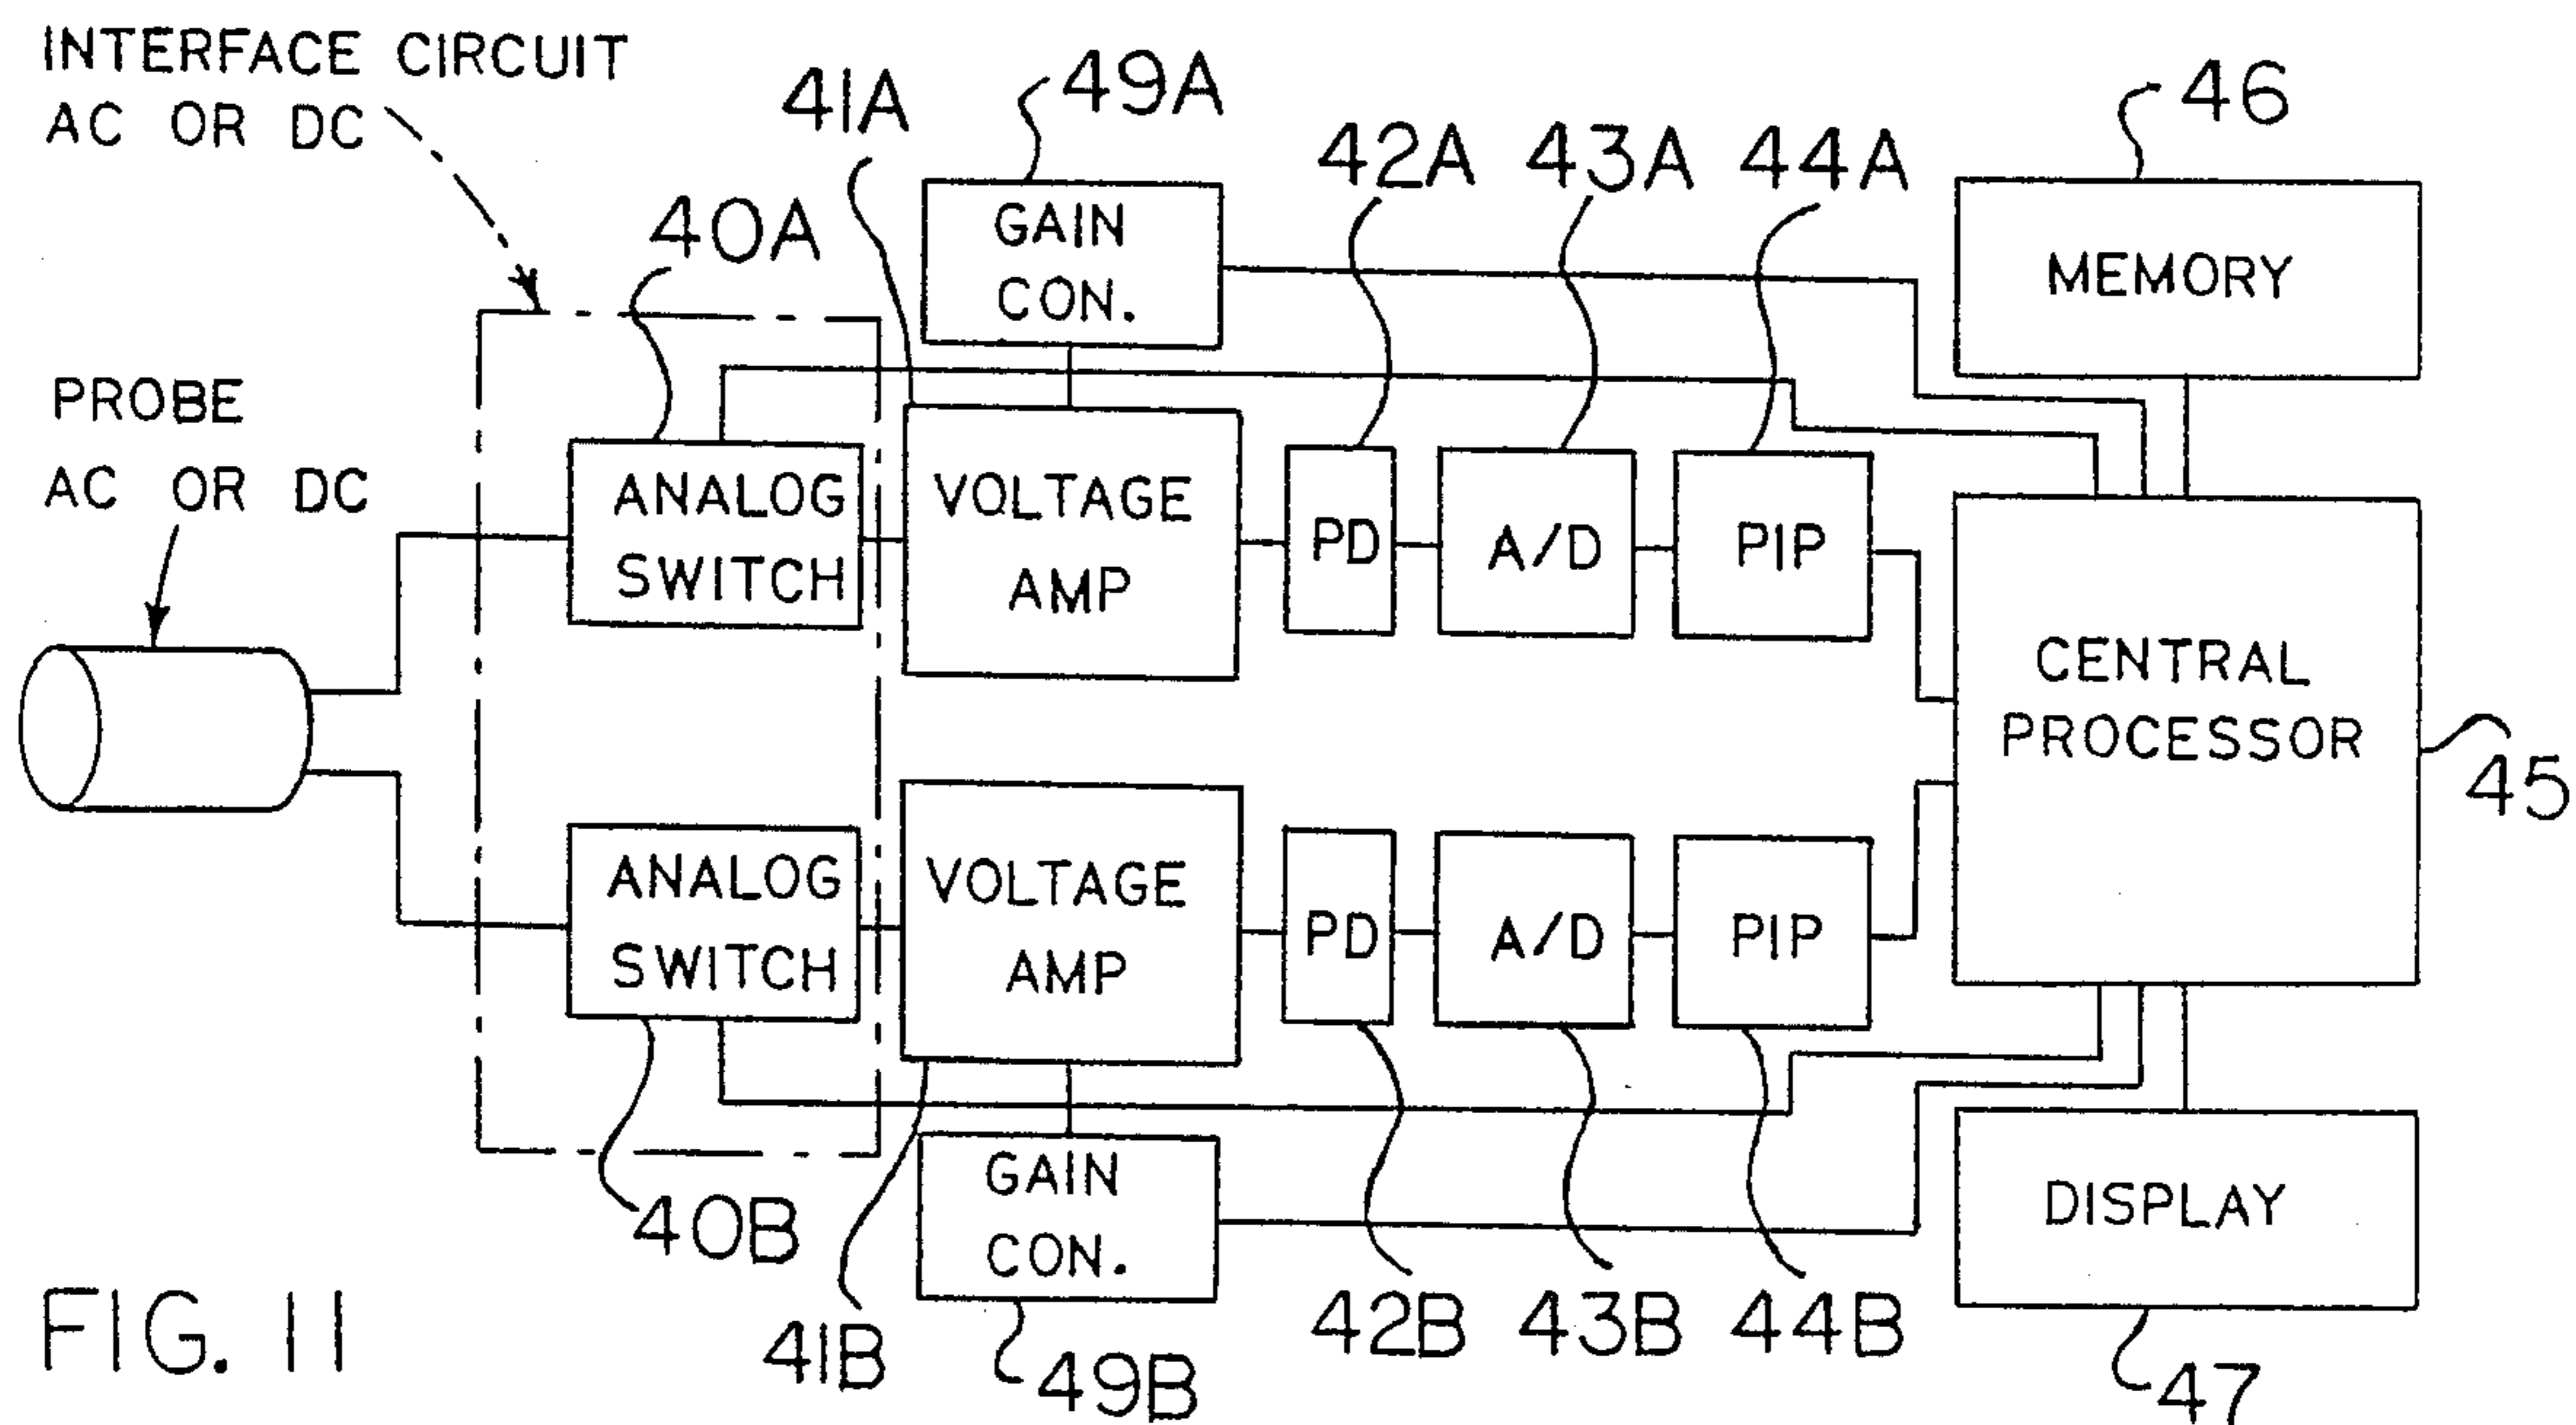 INTERFACE CIRCUIT
AC OR DC
41A
49A
46
42A
43A
44A
40A
GAIN
CON.
MEMORY
PROBE
AC OR DC
ANALOG
SWITCH
VOLTAGE
AMP
PD
A/D
PIP
CENTRAL
PROCESSOR
45
ANALOG
SWITCH
VOLTAGE
AMP
PD
A/D
PIP
GAIN
CON.
DISPLAY
40B
41B
49B
42B
43B
44B
47
FIG. 11